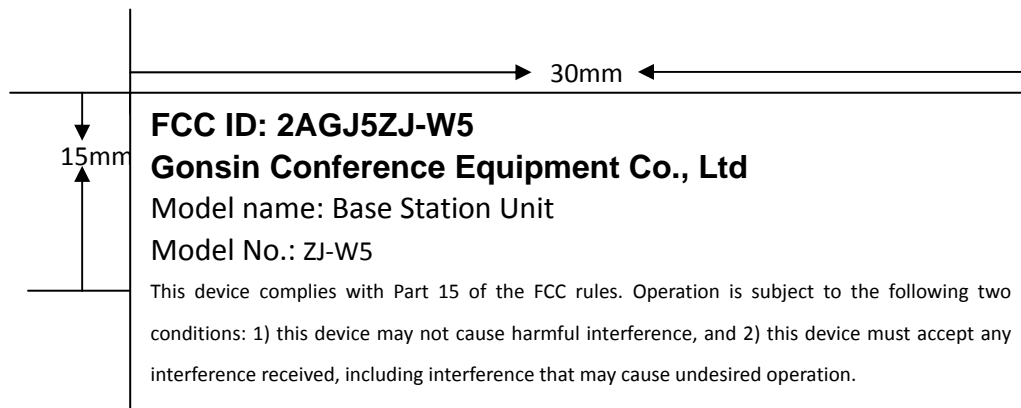 30mm
15mm
FCC ID: 2AGJ5ZJ-W5
Gonsin Conference Equipment Co., Ltd
Model name: Base Station Unit
Model No.: ZJ-W5
This device complies with Part 15 of the FCC rules. Operation is subject to the following two
conditions: 1) this device may not cause harmful interference, and 2) this device must accept any
interference received, including interference that may cause undesired operation.